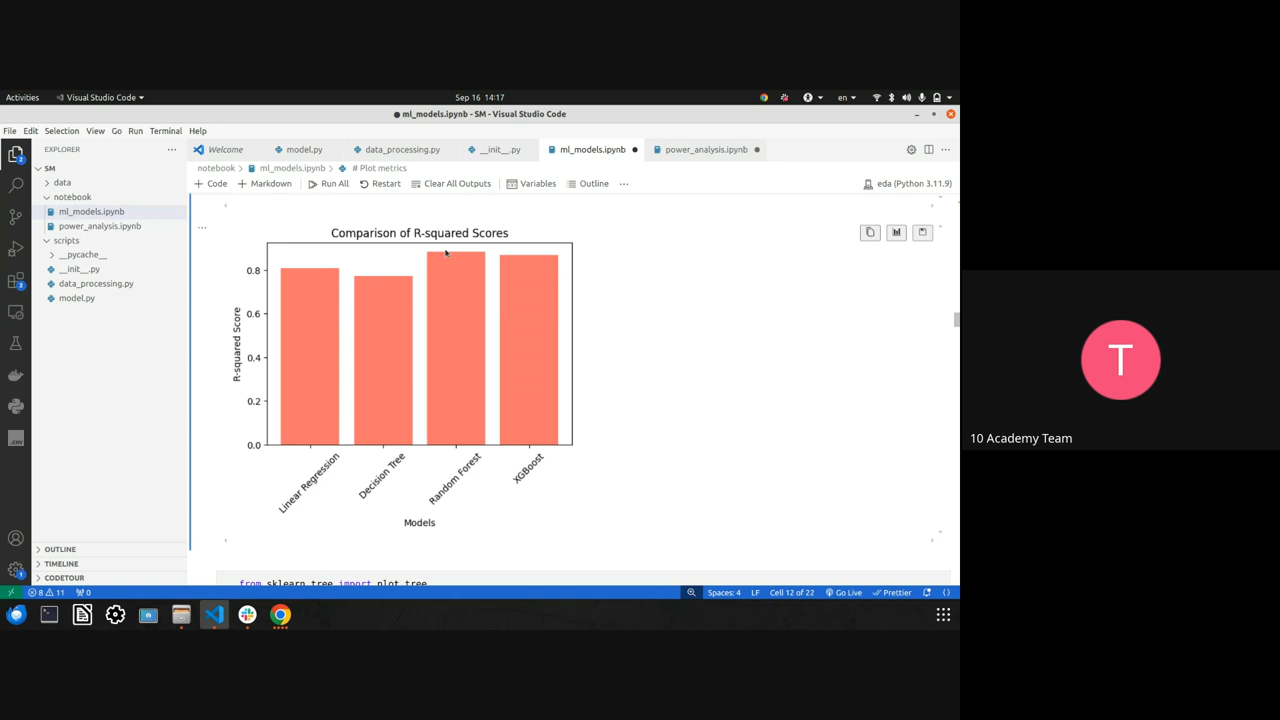 Activities
Visual Studio Code
Sep 16 14:17
en
● ml_models.ipynb - SM - Visual Studio Code
File Edit Selection View Go Run Terminal Help
EXPLORER
Welcome
model.py
data_processing.py
__init__.py
ml_models.ipynb
power_analysis.ipynb
SM
data
notebook
ml_models.ipynb
power_analysis.ipynb
scripts
__pycache__
__init__.py
data_processing.py
model.py
notebook > ml_models.ipynb > # Plot metrics
+ Code + Markdown Run All Restart Clear All Outputs Variables Outline ...
eda (Python 3.11.9)
Comparison of R-squared Scores
R-squared Score
0.8
0.6
0.4
0.2
0.0
Linear Regression
Decision Tree
Random Forest
XGBoost
Models
from sklearn.tree import plot_tree
OUTLINE
TIMELINE
CODETOUR
8 11 0
Spaces: 4 LF Cell 12 of 22 Go Live Prettier
T
10 Academy Team